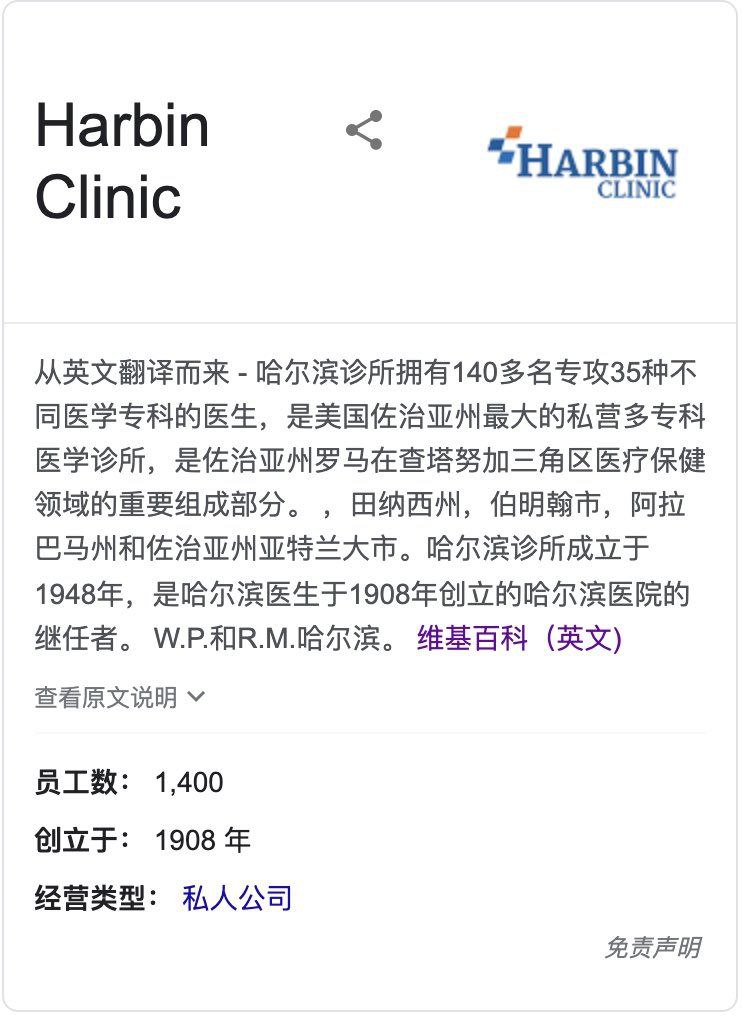 Harbin
Clinic
HARBIN
CLINIC
从英文翻译而来 - 哈尔滨诊所拥有140多名专攻35种不
同医学专科的医生，是美国佐治亚州最大的私营多专科
医学诊所，是佐治亚州罗马在查塔努加三角区医疗保健
领域的重要组成部分。 ，田纳西州，伯明翰市，阿拉
巴马州和佐治亚州亚特兰大市。哈尔滨诊所成立于
1948年，是哈尔滨医生于1908年创立的哈尔滨医院的
继任者。 W.P.和R.M.哈尔滨。 维基百科（英文)
查看原文说明
员工数： 1,400
创立于： 1908 年
经营类型： 私人公司
免责声明